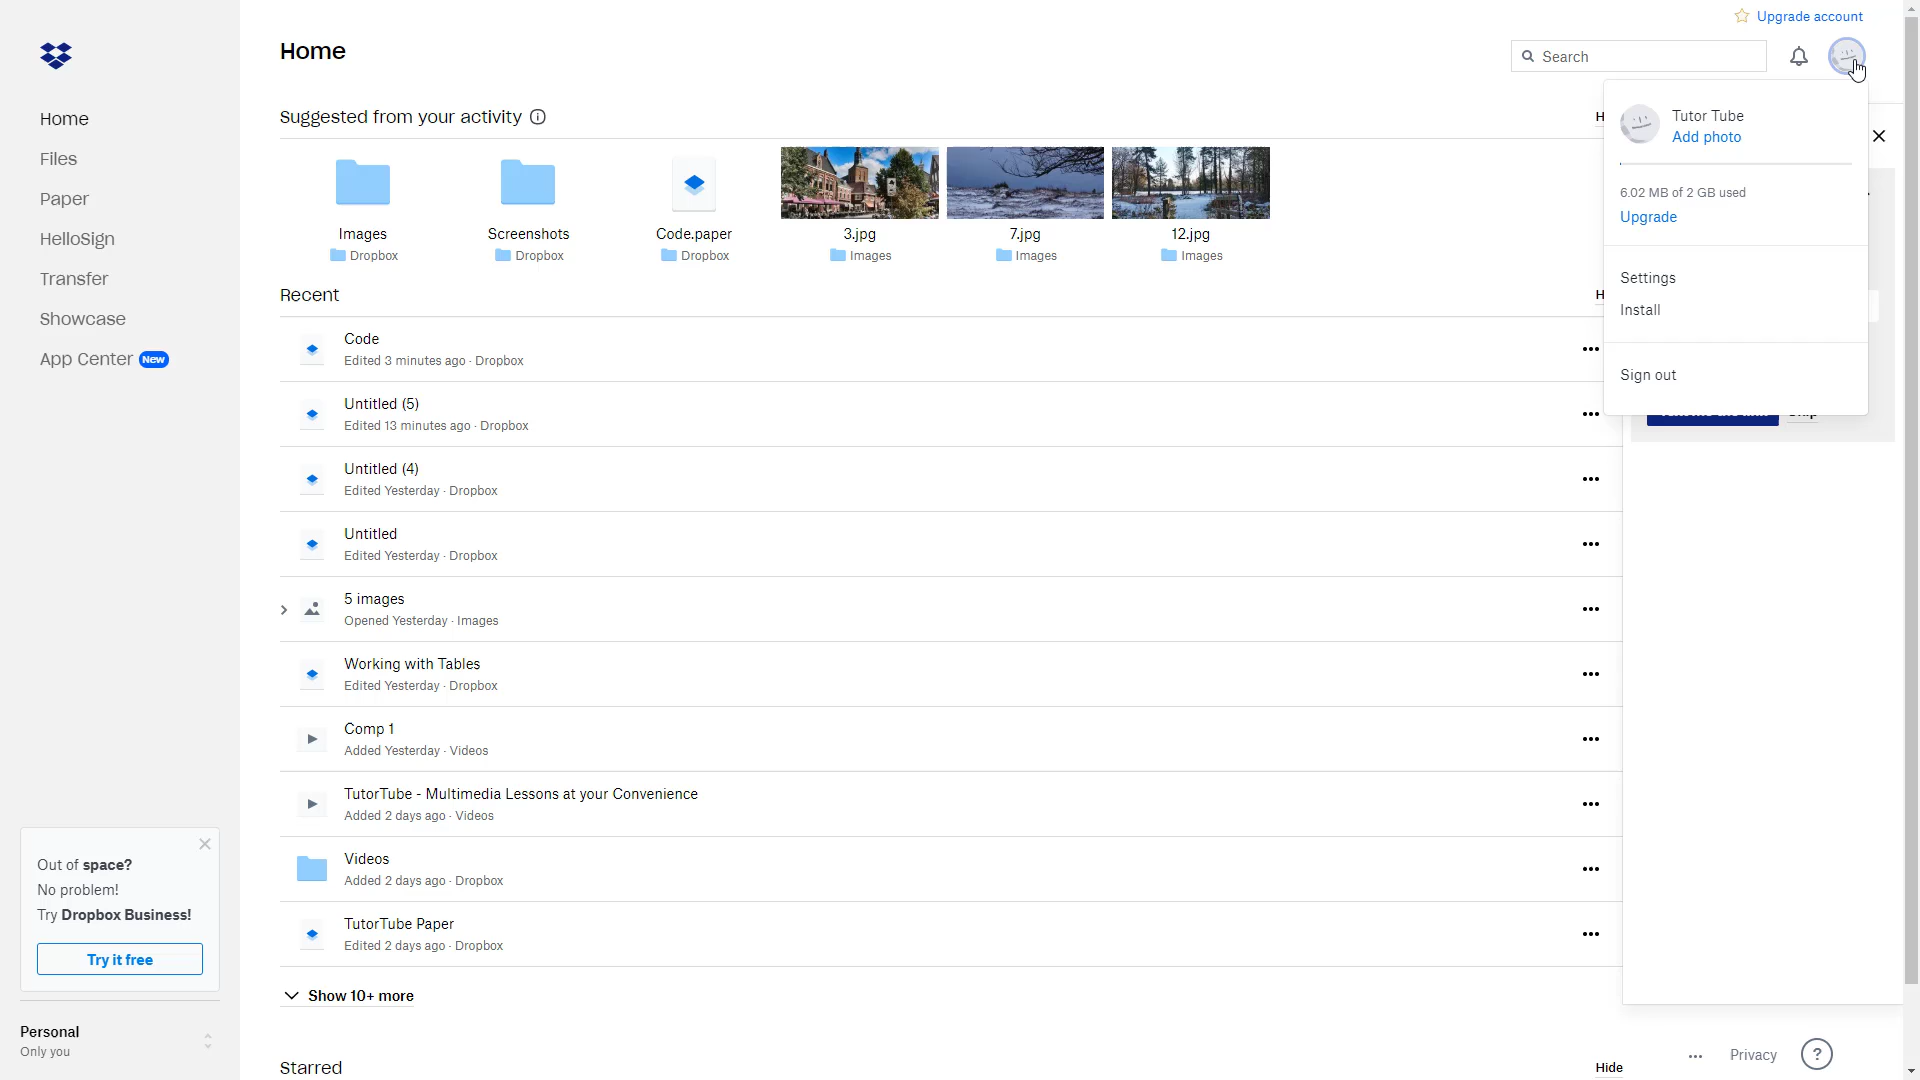 Upgrade account
Home
Search
Home
Files
Paper
HelloSign
Transfer
Showcase
App Center New
Suggested from your activity
Images
Dropbox
Screenshots
Dropbox
Code.paper
Dropbox
3.jpg
Images
7.jpg
Images
12.jpg
Images
Recent
Code
Edited 3 minutes ago · Dropbox
Untitled (5)
Edited 13 minutes ago · Dropbox
Untitled (4)
Edited Yesterday · Dropbox
Untitled
Edited Yesterday · Dropbox
5 images
Opened Yesterday · Images
Working with Tables
Edited Yesterday · Dropbox
Comp 1
Added Yesterday · Videos
TutorTube - Multimedia Lessons at your Convenience
Added 2 days ago · Videos
Videos
Added 2 days ago · Dropbox
TutorTube Paper
Edited 2 days ago · Dropbox
Show 10+ more
Starred
Hide
Tutor Tube
Add photo
6.02 MB of 2 GB used
Upgrade
Settings
Install
Sign out
Out of space?
No problem!
Try Dropbox Business!
Try it free
Personal
Only you
Privacy
?